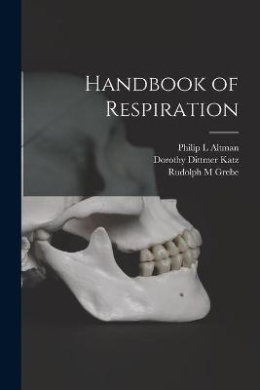 Handbook of
Respiration
Philip L Altman
Dorothy Dittmer Katz
Rudolph M Grebe